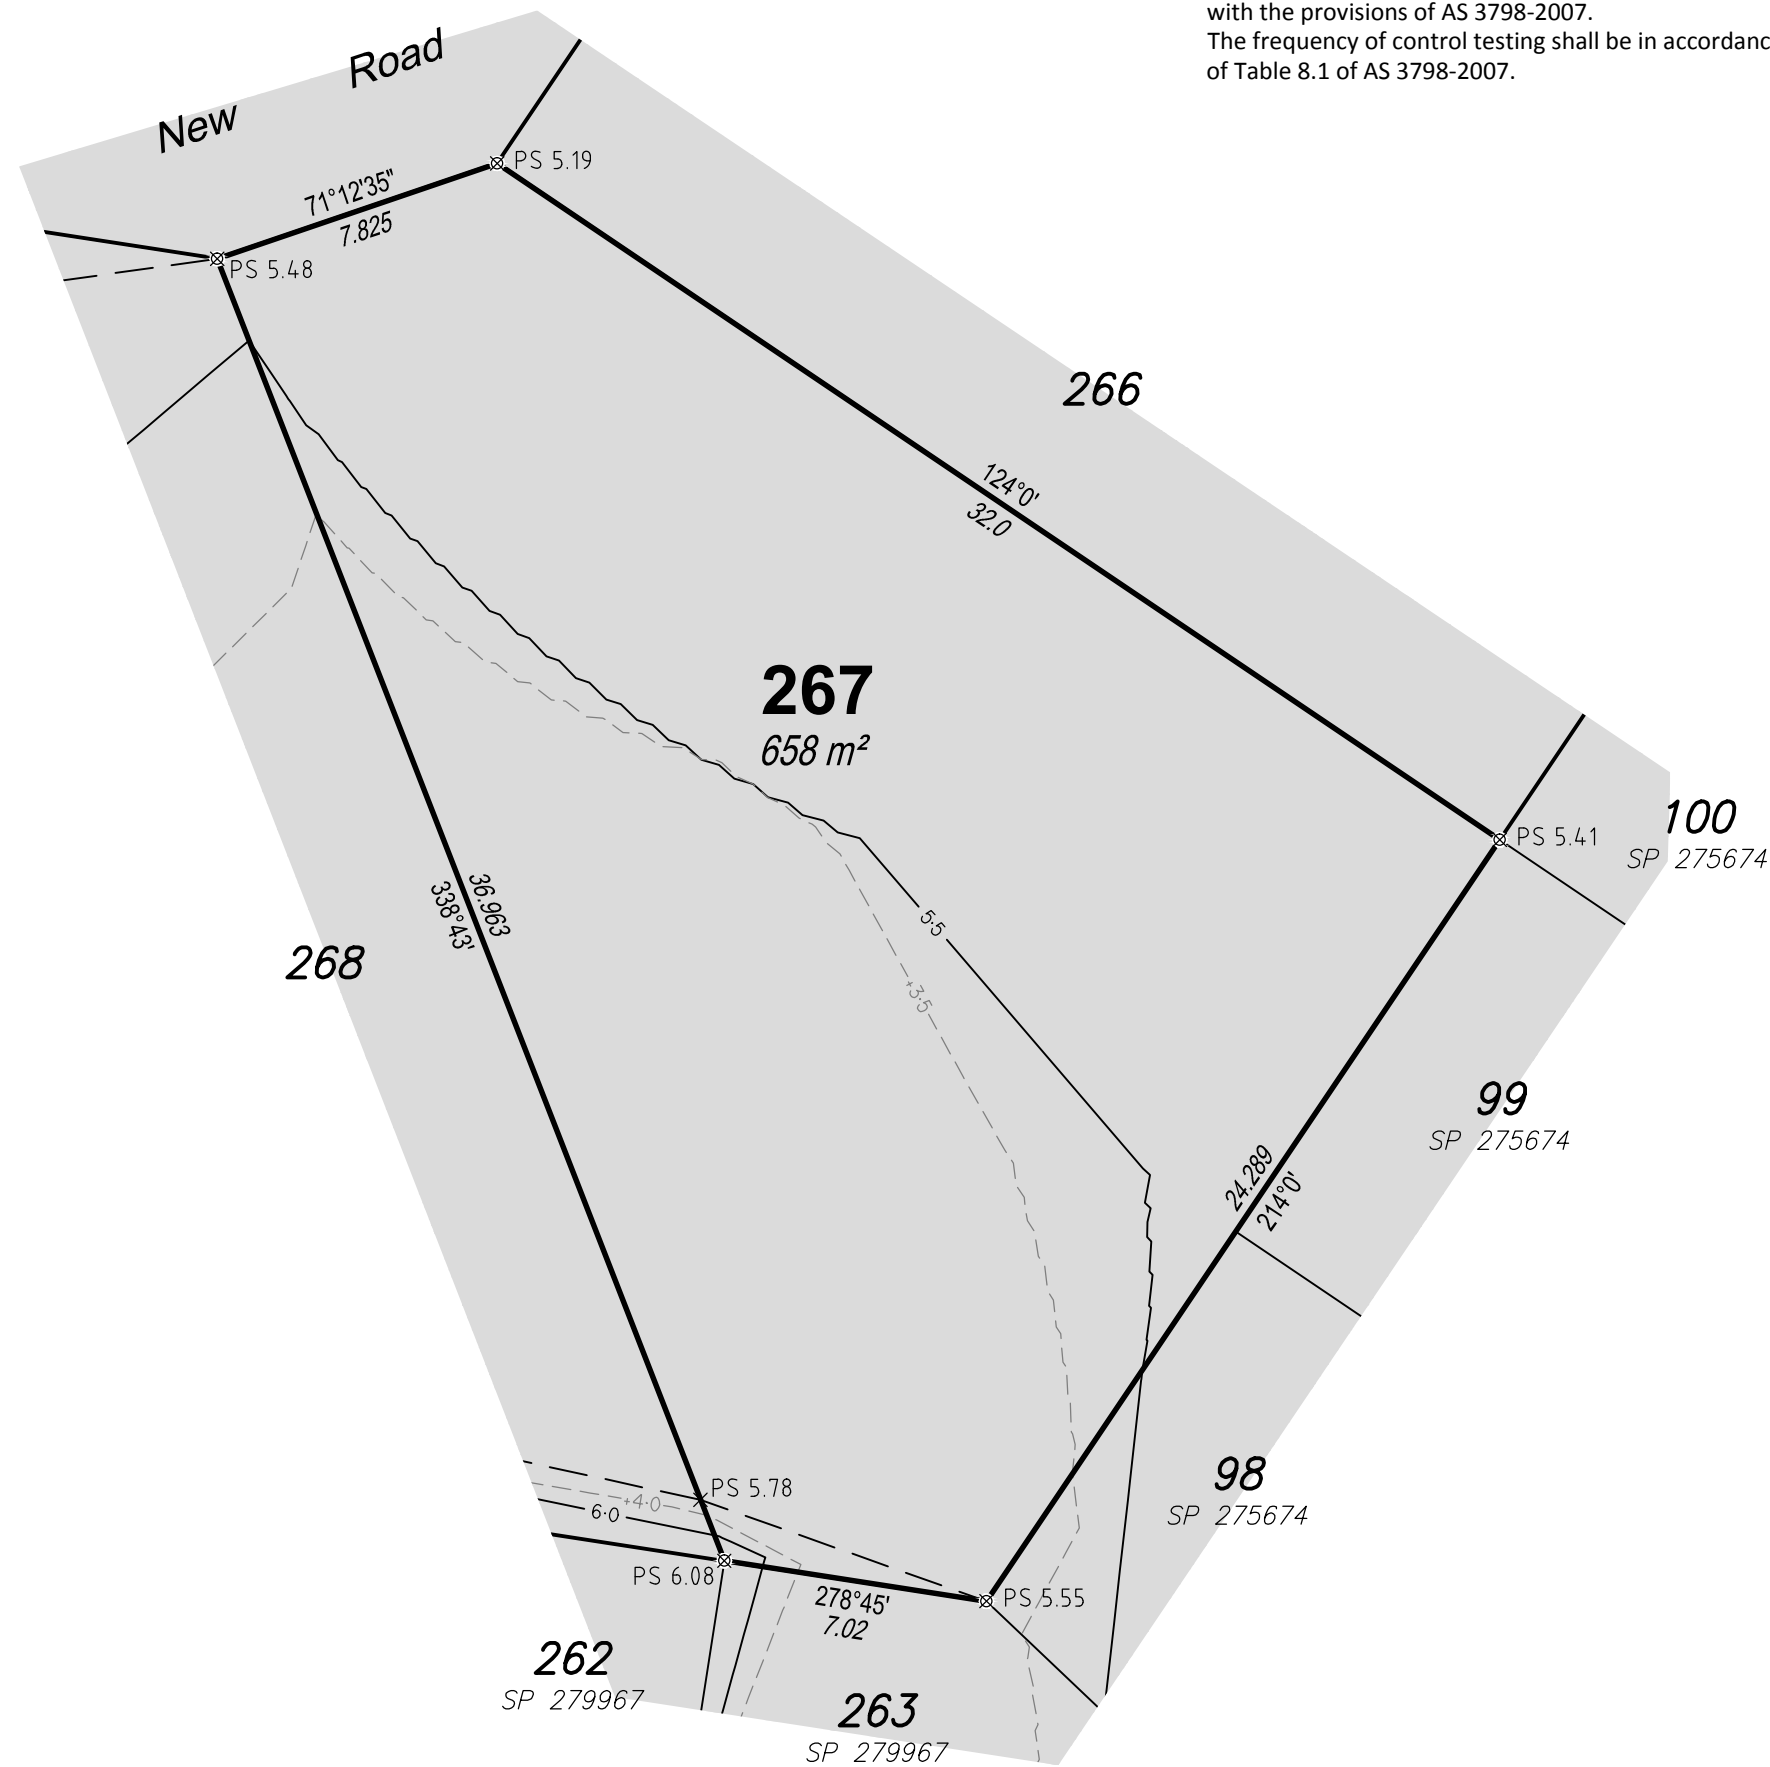 with the provisions of AS 3798-2007.
The frequency of control testing shall be in accordanc
of Table 8.1 of AS 3798-2007.
New Road
PS 5.19
71°12'35"
7.825
PS 5.48
266
124°0'
32.0
267
658 m²
100
SP 275674
PS 5.41
5·5
+3·5
36.963
338°43'
268
99
SP 275674
24.289
214°0'
98
SP 275674
PS 5.78
+4·0
6·0
PS 6.08
278°45'
7.02
PS 5.55
262
SP 279967
263
SP 279967